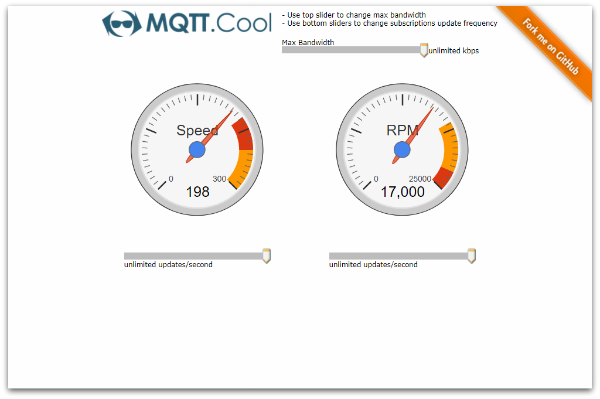 MQTT.Cool
- Use top slider to change max bandwidth
- Use bottom sliders to change subscriptions update frequency
Fork me on GitHub
Max Bandwidth
unlimited kbps
Speed
0
300
198
RPM
0
25000
17,000
unlimited updates/second
unlimited updates/second